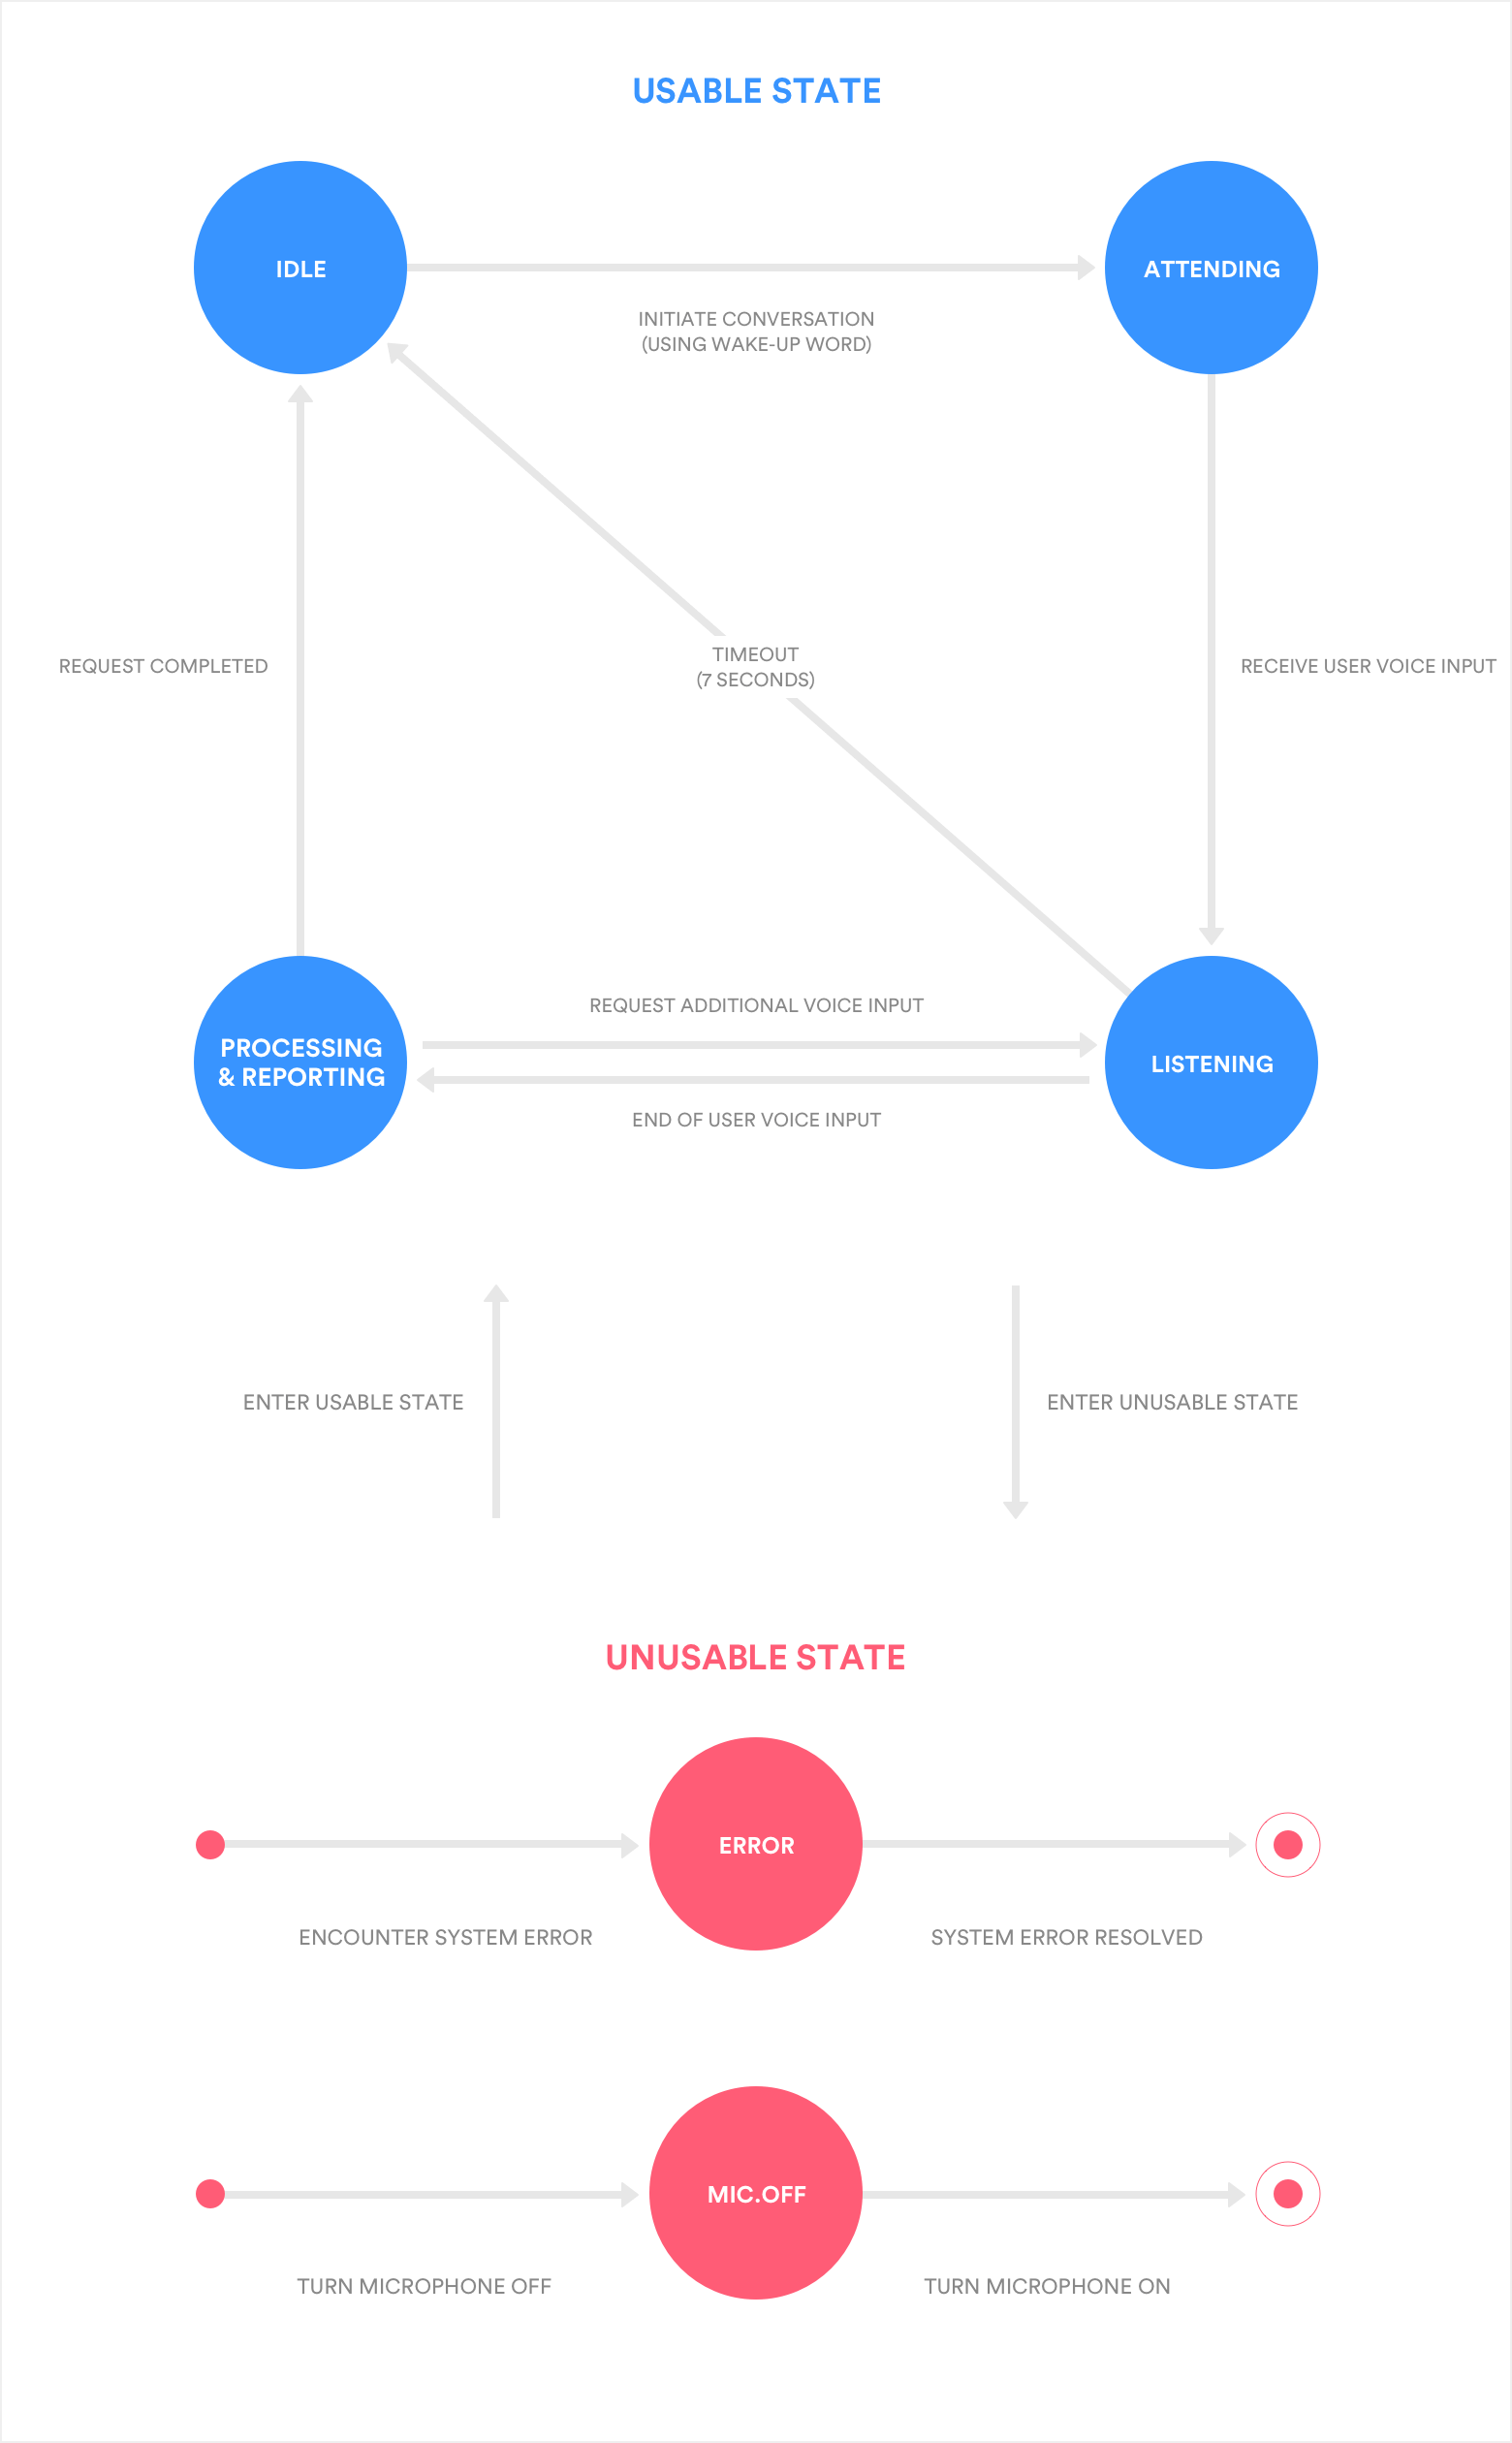 USABLE STATE
IDLE
ATTENDING
INITIATE CONVERSATION
(USING WAKE-UP WORD)
REQUEST COMPLETED
TIMEOUT
(7 SECONDS)
RECEIVE USER VOICE INPUT
REQUEST ADDITIONAL VOICE INPUT
PROCESSING
& REPORTING
LISTENING
END OF USER VOICE INPUT
ENTER USABLE STATE
ENTER UNUSABLE STATE
UNUSABLE STATE
ERROR
ENCOUNTER SYSTEM ERROR
SYSTEM ERROR RESOLVED
MIC.OFF
TURN MICROPHONE OFF
TURN MICROPHONE ON